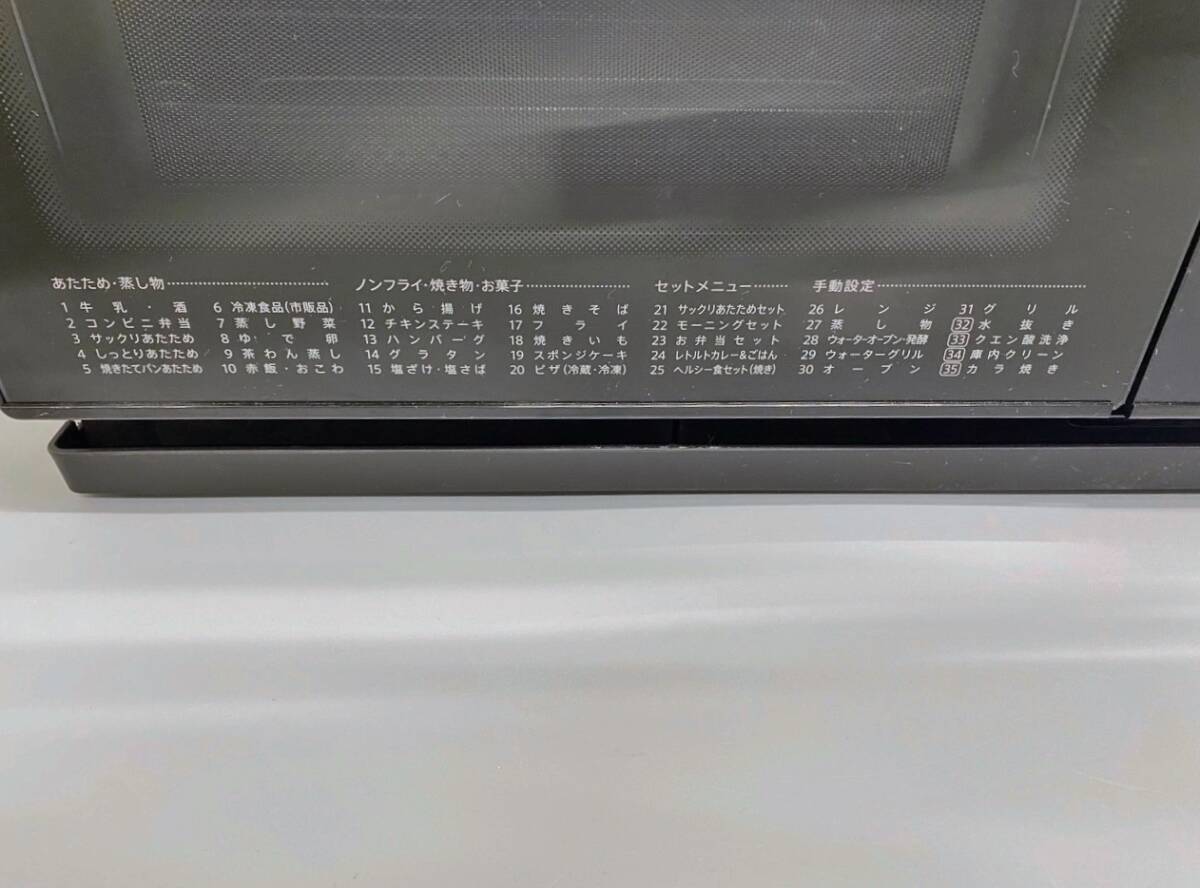 あたため・蒸し物
1 牛乳・酒
2 コンビニ弁当
3 サックリあたため
4 しっとりあたため
5 焼きたてパンあたため
6 冷凍食品(市販品)
7 蒸し野菜
8 ゆで卵
9 茶わん蒸し
10 赤飯・おこわ
ノンフライ・焼き物・お菓子
11 から揚げ
12 チキンステーキ
13 ハンバーグ
14 グラタン
15 塩ざけ・塩さば
16 焼きそば
17 フライ
18 焼きいも
19 スポンジケーキ
20 ピザ(冷蔵・冷凍)
セットメニュー
21 サックリあたためセット
22 モーニングセット
23 お弁当セット
24 レトルトカレー&ごはん
25 ヘルシー食セット(焼き)
手動設定
26 レンジ
27 蒸し物
28 ウォーターオーブン・発酵
29 ウォーターグリル
30 オーブン
31 グリル
32 水抜き
33 クエン酸洗浄
34 庫内クリーン
35 カラ焼き